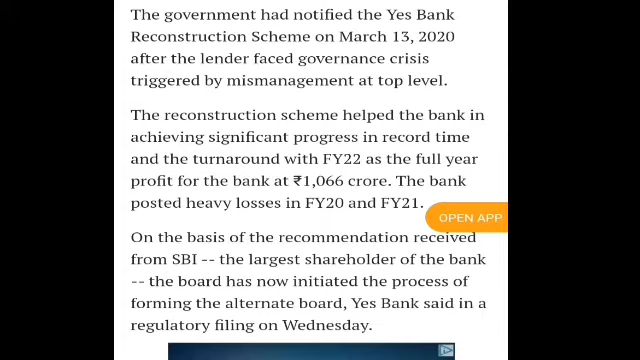 The government had notified the Yes Bank
Reconstruction Scheme on March 13, 2020
after the lender faced governance crisis
triggered by mismanagement at top level.
The reconstruction scheme helped the bank in
achieving significant progress in record time
and the turnaround with FY22 as the full year
profit for the bank at ₹1,066 crore. The bank
posted heavy losses in FY20 and FY21.
OPEN APP
On the basis of the recommendation received
from SBI -- the largest shareholder of the bank
-- the board has now initiated the process of
forming the alternate board, Yes Bank said in a
regulatory filing on Wednesday.